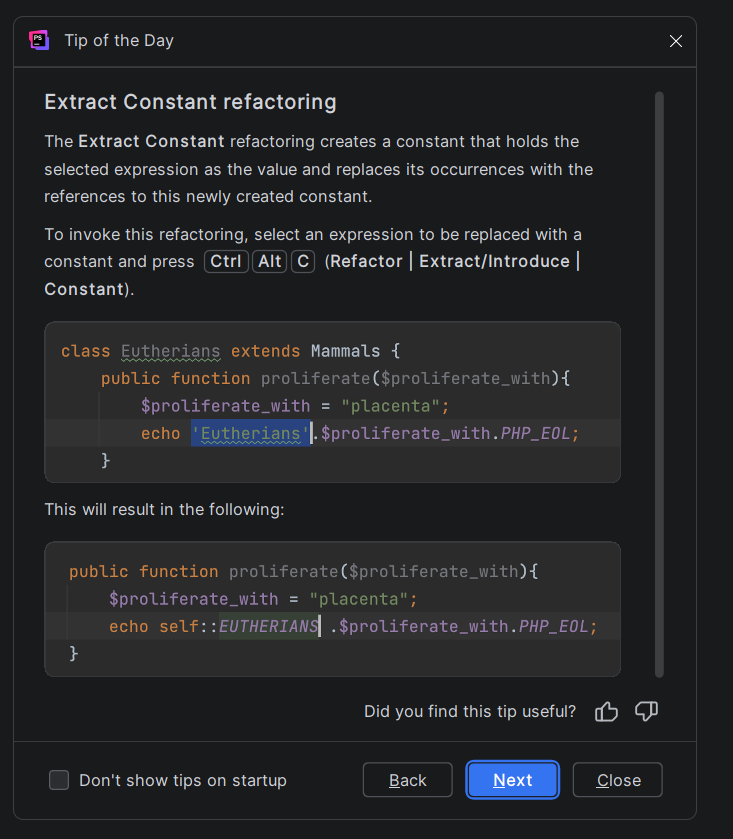 PS
Tip of the Day
Extract Constant refactoring
The Extract Constant refactoring creates a constant that holds the
selected expression as the value and replaces its occurrences with the
references to this newly created constant.
To invoke this refactoring, select an expression to be replaced with a
constant and press Ctrl Alt C (Refactor | Extract/Introduce |
Constant).
class Eutherians extends Mammals {
public function proliferate($proliferate_with){
$proliferate_with = "placenta";
echo 'Eutherians'.$proliferate_with.PHP_EOL;
}
This will result in the following:
public function proliferate($proliferate_with){
$proliferate_with = "placenta";
echo self::EUTHERIANS .$proliferate_with.PHP_EOL;
}
Did you find this tip useful?
Don't show tips on startup
Back
Next
Close